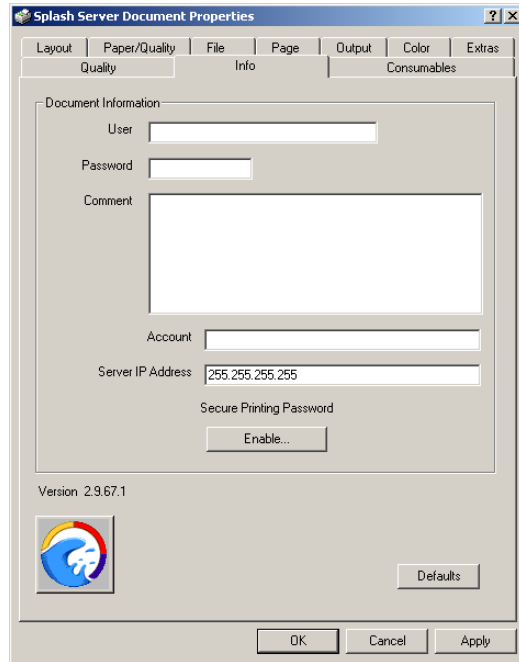 Splash Server Document Properties
Layout Paper/Quality File Page Output Color Extras
Quality Info Consumables
Document Information
User
Password
Comment
Account
Server IP Address 255.255.255.255
Secure Printing Password
Enable...
Version 2.9.67.1
Defaults
OK Cancel Apply